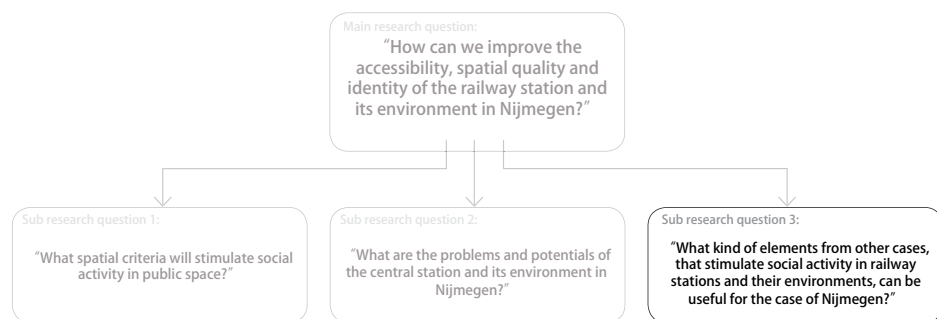 Main research question:
“How can we improve the
accessibility, spatial quality and
identity of the railway station and
its environment in Nijmegen?”
Sub research question 1:
“What spatial criteria will stimulate social
activity in public space?”
Sub research question 2:
“What are the problems and potentials of
the central station and its environment in
Nijmegen?”
Sub research question 3:
“What kind of elements from other cases,
that stimulate social activity in railway
stations and their environments, can be
useful for the case of Nijmegen?”